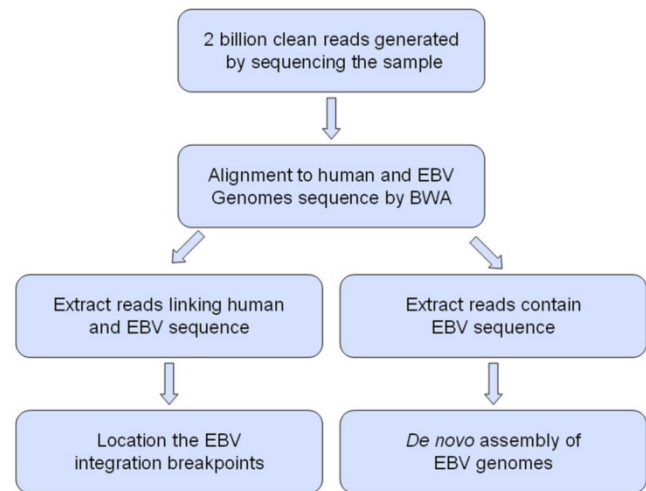 2 billion clean reads generated
by sequencing the sample
Alignment to human and EBV
Genomes sequence by BWA
Extract reads linking human
and EBV sequence
Extract reads contain
EBV sequence
Location the EBV
integration breakpoints
De novo assembly of
EBV genomes